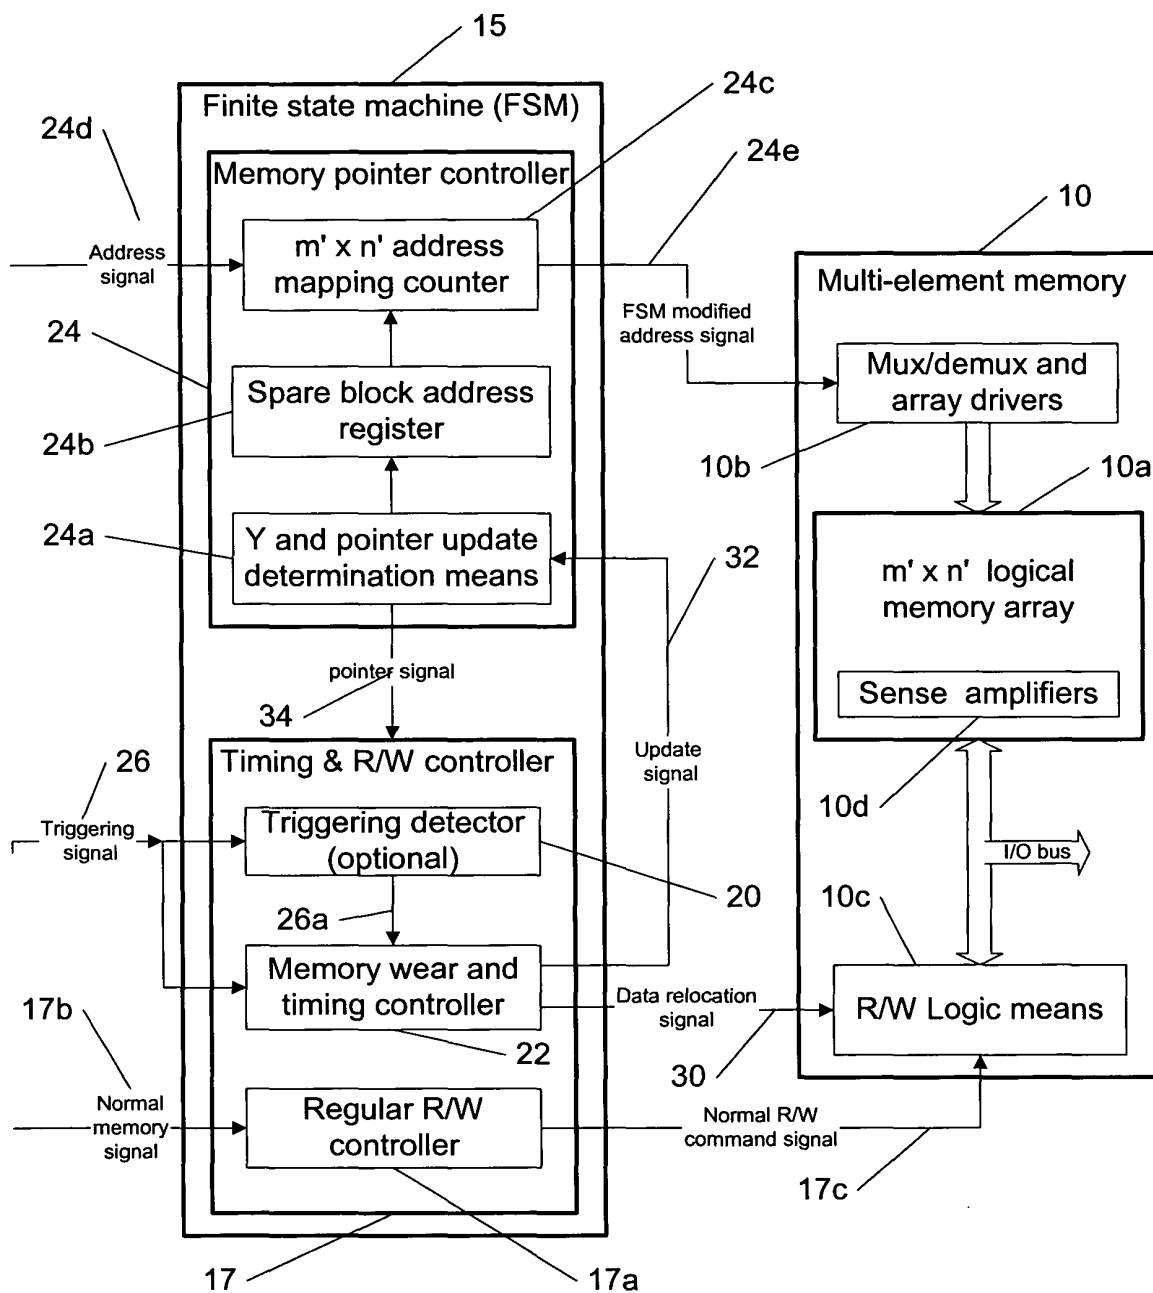 15
Finite state machine (FSM)
24c
24d
24e
Memory pointer controller
10
Address
signal
m' x n' address
mapping counter
Multi-element memory
FSM modified
address signal
24
Mux/demux and
array drivers
Spare block address
register
24b
10b
10a
24a
Y and pointer update
determination means
32
m' x n' logical
memory array
pointer signal
Sense amplifiers
34
26
Timing & R/W controller
Update
signal
10d
Triggering
signal
Triggering detector
(optional)
I/O bus
20
10c
26a
Memory wear and
timing controller
Data relocation
signal
R/W Logic means
17b
22
30
Normal
memory
signal
Regular R/W
controller
Normal R/W
command signal
17c
17
17a